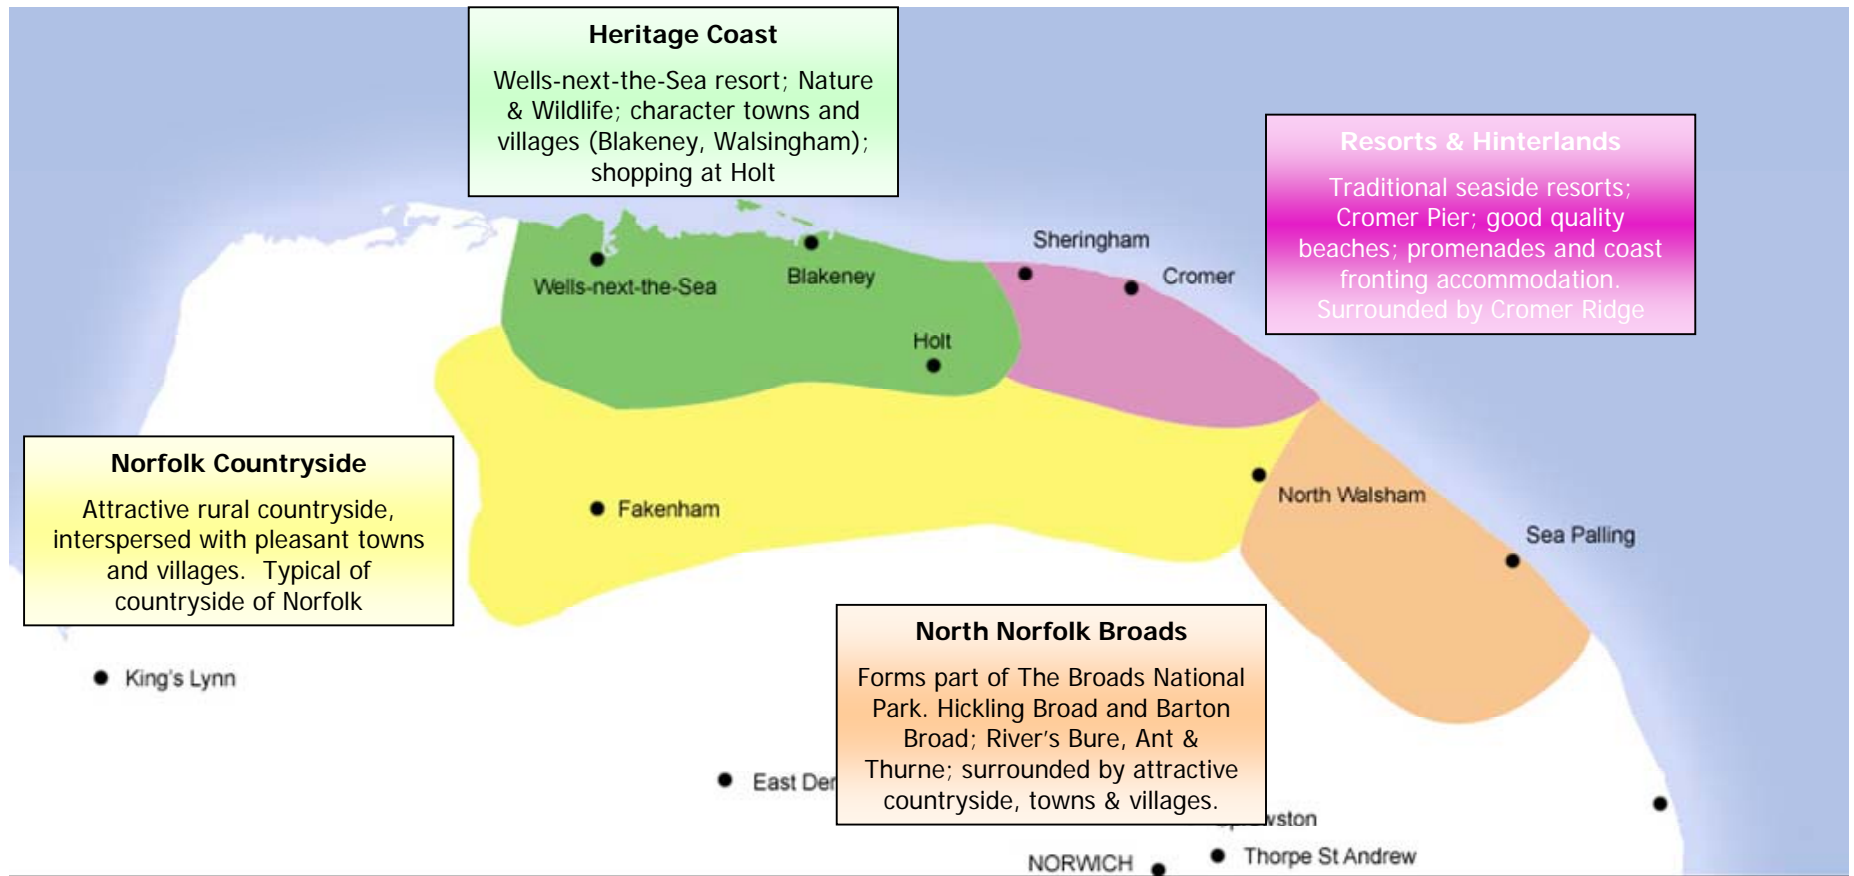 Heritage Coast
Wells-next-the-Sea resort; Nature
& Wildlife; character towns and
villages (Blakeney, Walsingham);
shopping at Holt
Resorts & Hinterlands
Traditional seaside resorts;
Cromer Pier; good quality
beaches; promenades and coast
fronting accommodation.
Surrounded by Cromer Ridge
Sheringham
Cromer
Blakeney
Wells-next-the-Sea
Holt
Norfolk Countryside
Attractive rural countryside,
interspersed with pleasant towns
and villages. Typical of
countryside of Norfolk
Fakenham
North Walsham
Sea Palling
North Norfolk Broads
Forms part of The Broads National
Park. Hickling Broad and Barton
Broad; River's Bure, Ant &
Thurne; surrounded by attractive
countryside, towns & villages.
King's Lynn
East Der
wston
Thorpe St Andrew
NORWICH